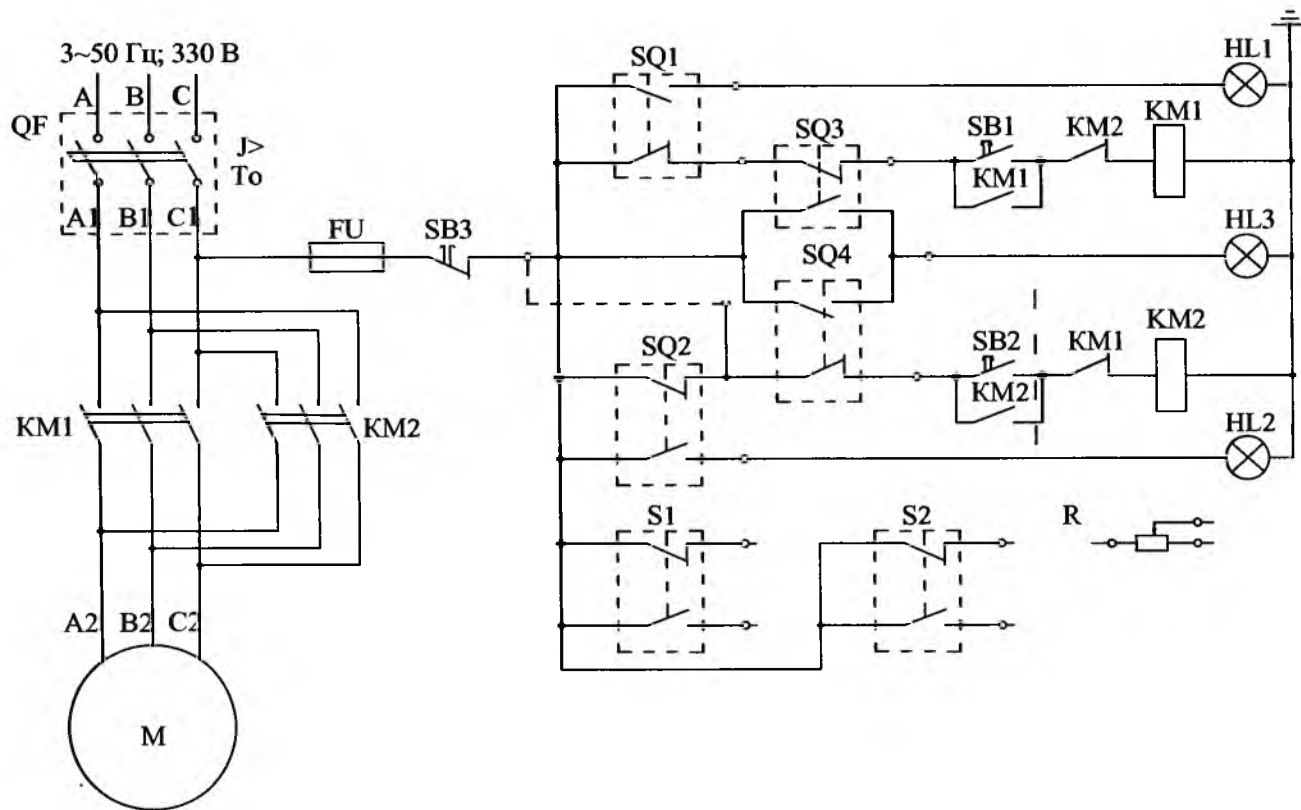 3~50 Гц; 330 В
A B C
QF
J>
To
A1 B1 C1
FU
SB3
SQ1
HL1
SQ3
SB1
KM2
KM1
KM1
HL3
SQ4
SQ2
SB2
KM1
KM2
KM2
HL2
KM1
KM2
S1
S2
R
A2 B2 C2
M